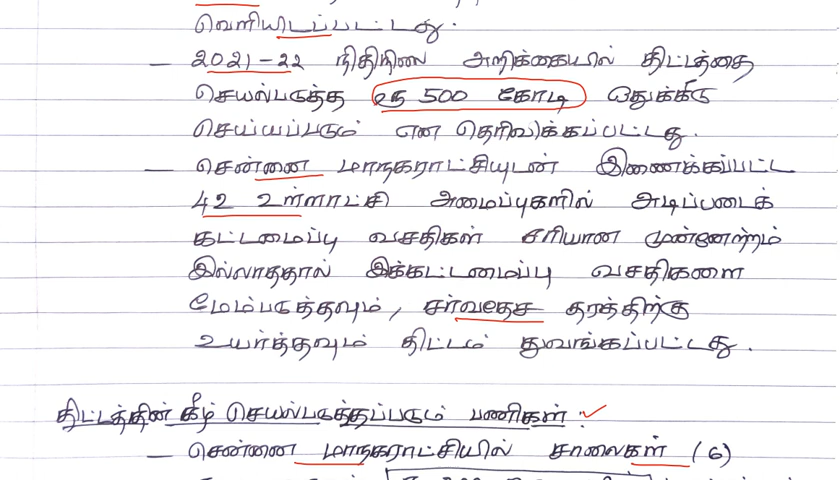 வெளியிடப்பட்டது.
— 2021-22 நிதிநிலை அறிக்கையில் திட்டத்தை
செயல்படுத்த ரூ 500 கோடி ஒதுக்கீடு
செய்யப்படும் என தெரிவிக்கப்பட்டது.
— சென்னை மாநகராட்சியுடன் இணைக்கப்பட்ட
42 உள்ளாட்சி அமைப்புகளில் அடிப்படைக்
கட்டமைப்பு வசதிகள் சரியான முன்னேற்றம்
இல்லாததால் இக்கட்டமைப்பு வசதிகளை
மேம்படுத்தவும், சர்வதேச தரத்திற்கு
உயர்த்தவும் திட்டம் துவங்கப்பட்டது.
திட்டத்தின் கீழ் செயல்படுத்தப்படும் பணிகள் :
— சென்னை மாநகராட்சியில் சாலைகள் (6)